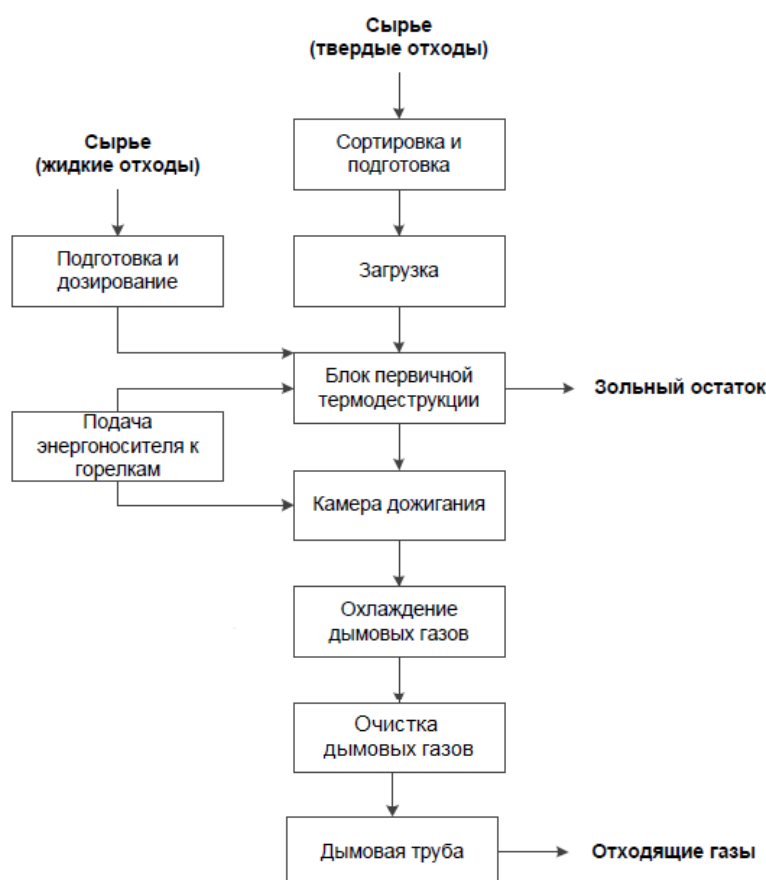 Сырье
(твердые отходы)
Сырье
(жидкие отходы)
Сортировка и
подготовка
Подготовка и
дозирование
Загрузка
Блок первичной
термодеструкции
Зольный остаток
Подача
энергоносителя к
горелкам
Камера дожигания
Охлаждение
дымовых газов
Очистка
дымовых газов
Дымовая труба
Отходящие газы